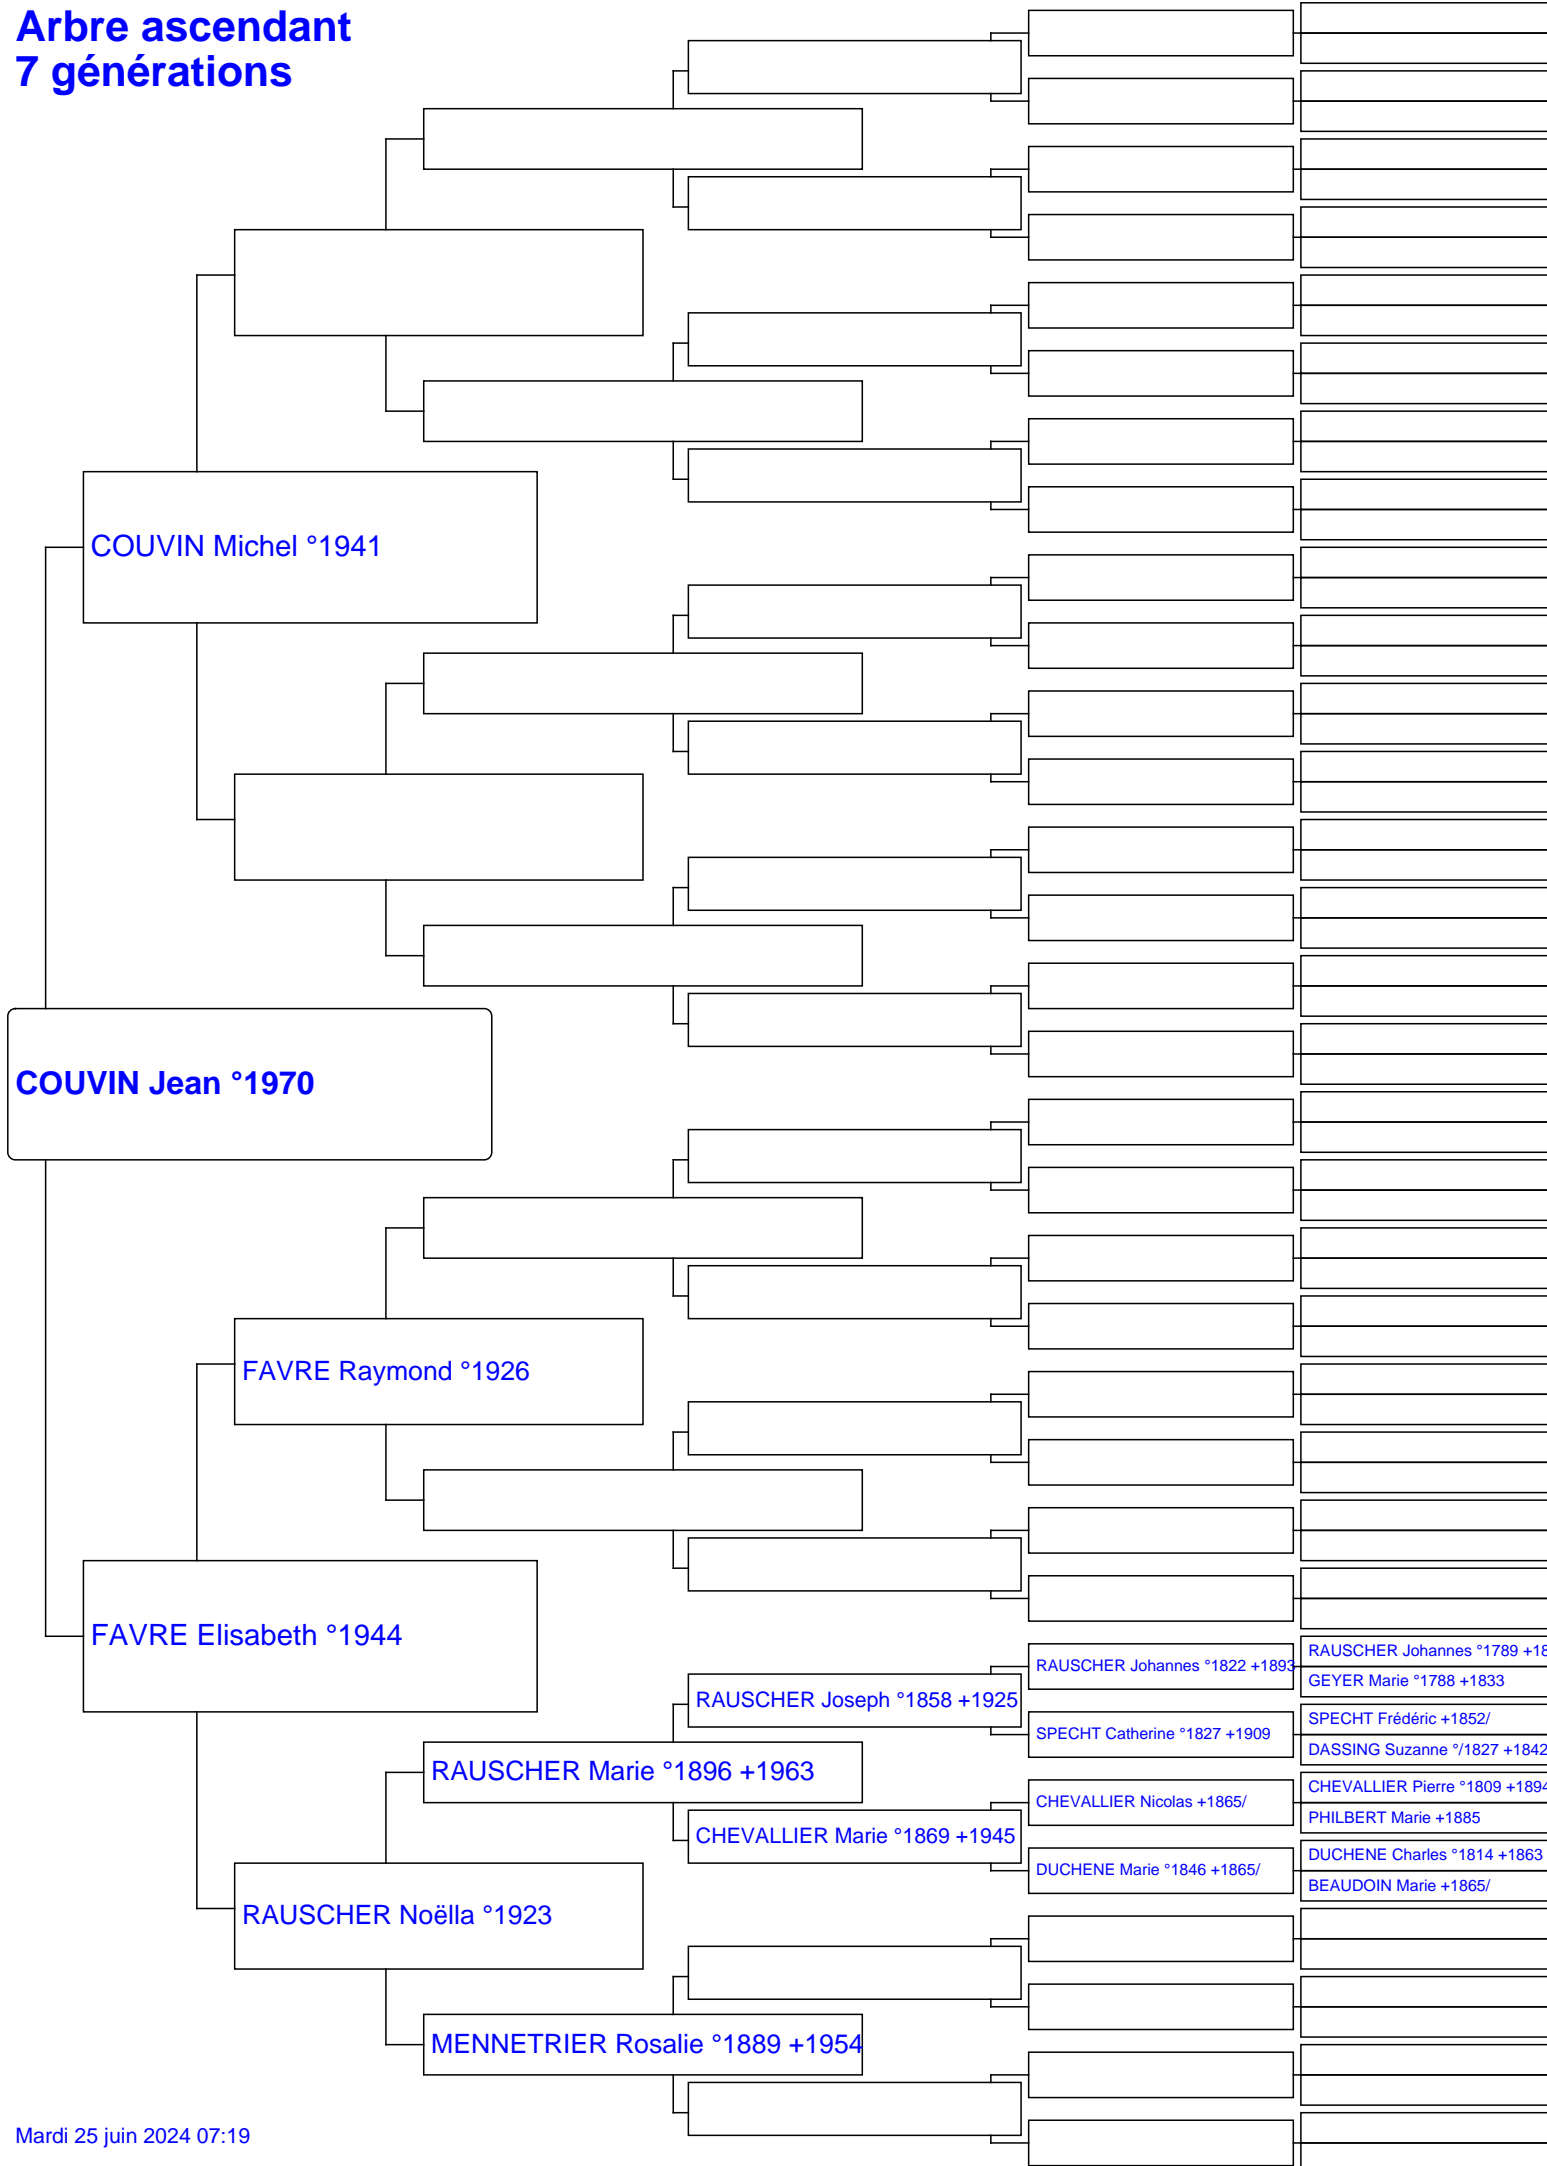 Arbre ascendant
7 générations
COUVIN Michel °1941
COUVIN Jean °1970
FAVRE Raymond °1926
FAVRE Elisabeth °1944
RAUSCHER Johannes °1789 +18
RAUSCHER Johannes °1822 +1893
GEYER Marie °1788 +1833
RAUSCHER Joseph °1858 +1925
SPECHT Frédéric +1852/
SPECHT Catherine °1827 +1909
DASSING Suzanne °/1827 +1842
RAUSCHER Marie °1896 +1963
CHEVALLIER Pierre °1809 +1894
CHEVALLIER Nicolas +1865/
PHILBERT Marie +1885
CHEVALLIER Marie °1869 +1945
DUCHENE Charles °1814 +1863
DUCHENE Marie °1846 +1865/
BEAUDOIN Marie +1865/
RAUSCHER Noëlla °1923
MENNETRIER Rosalie °1889 +1954
Mardi 25 juin 2024 07:19